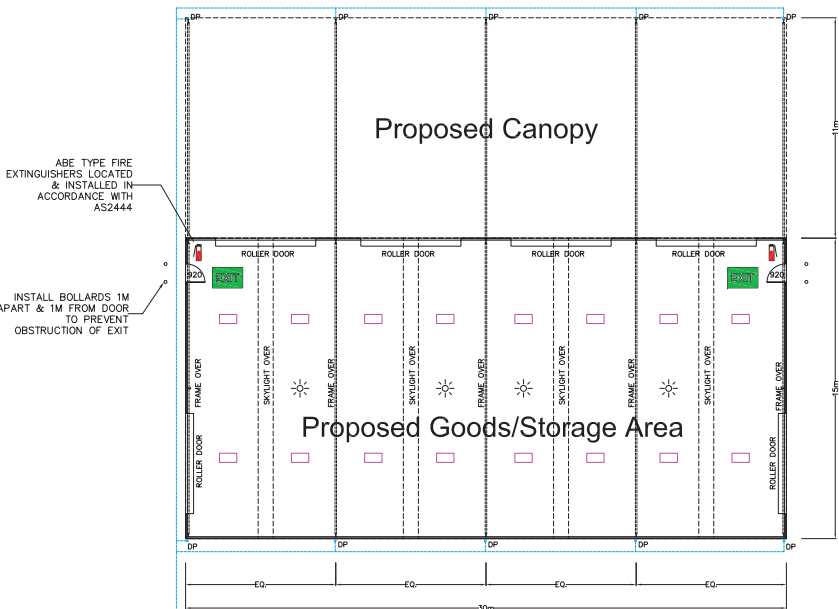 DP DP DP DP DP
Proposed Canopy
11m
ABE TYPE FIRE
EXTINGUISHERS LOCATED
& INSTALLED IN
ACCORDANCE WITH
AS2444
ROLLER DOOR ROLLER DOOR ROLLER DOOR ROLLER DOOR
920 EXIT EXIT 920
INSTALL BOLLARDS 1M
APART & 1M FROM DOOR
TO PREVENT
OBSTRUCTION OF EXIT
FRAME OVER
SKYLIGHT OVER
FRAME OVER
SKYLIGHT OVER
FRAME OVER
SKYLIGHT OVER
FRAME OVER
SKYLIGHT OVER
FRAME OVER
15m
Proposed Goods/Storage Area
ROLLER DOOR
ROLLER DOOR
DP DP DP DP DP
EQ. EQ. EQ. EQ.
30m